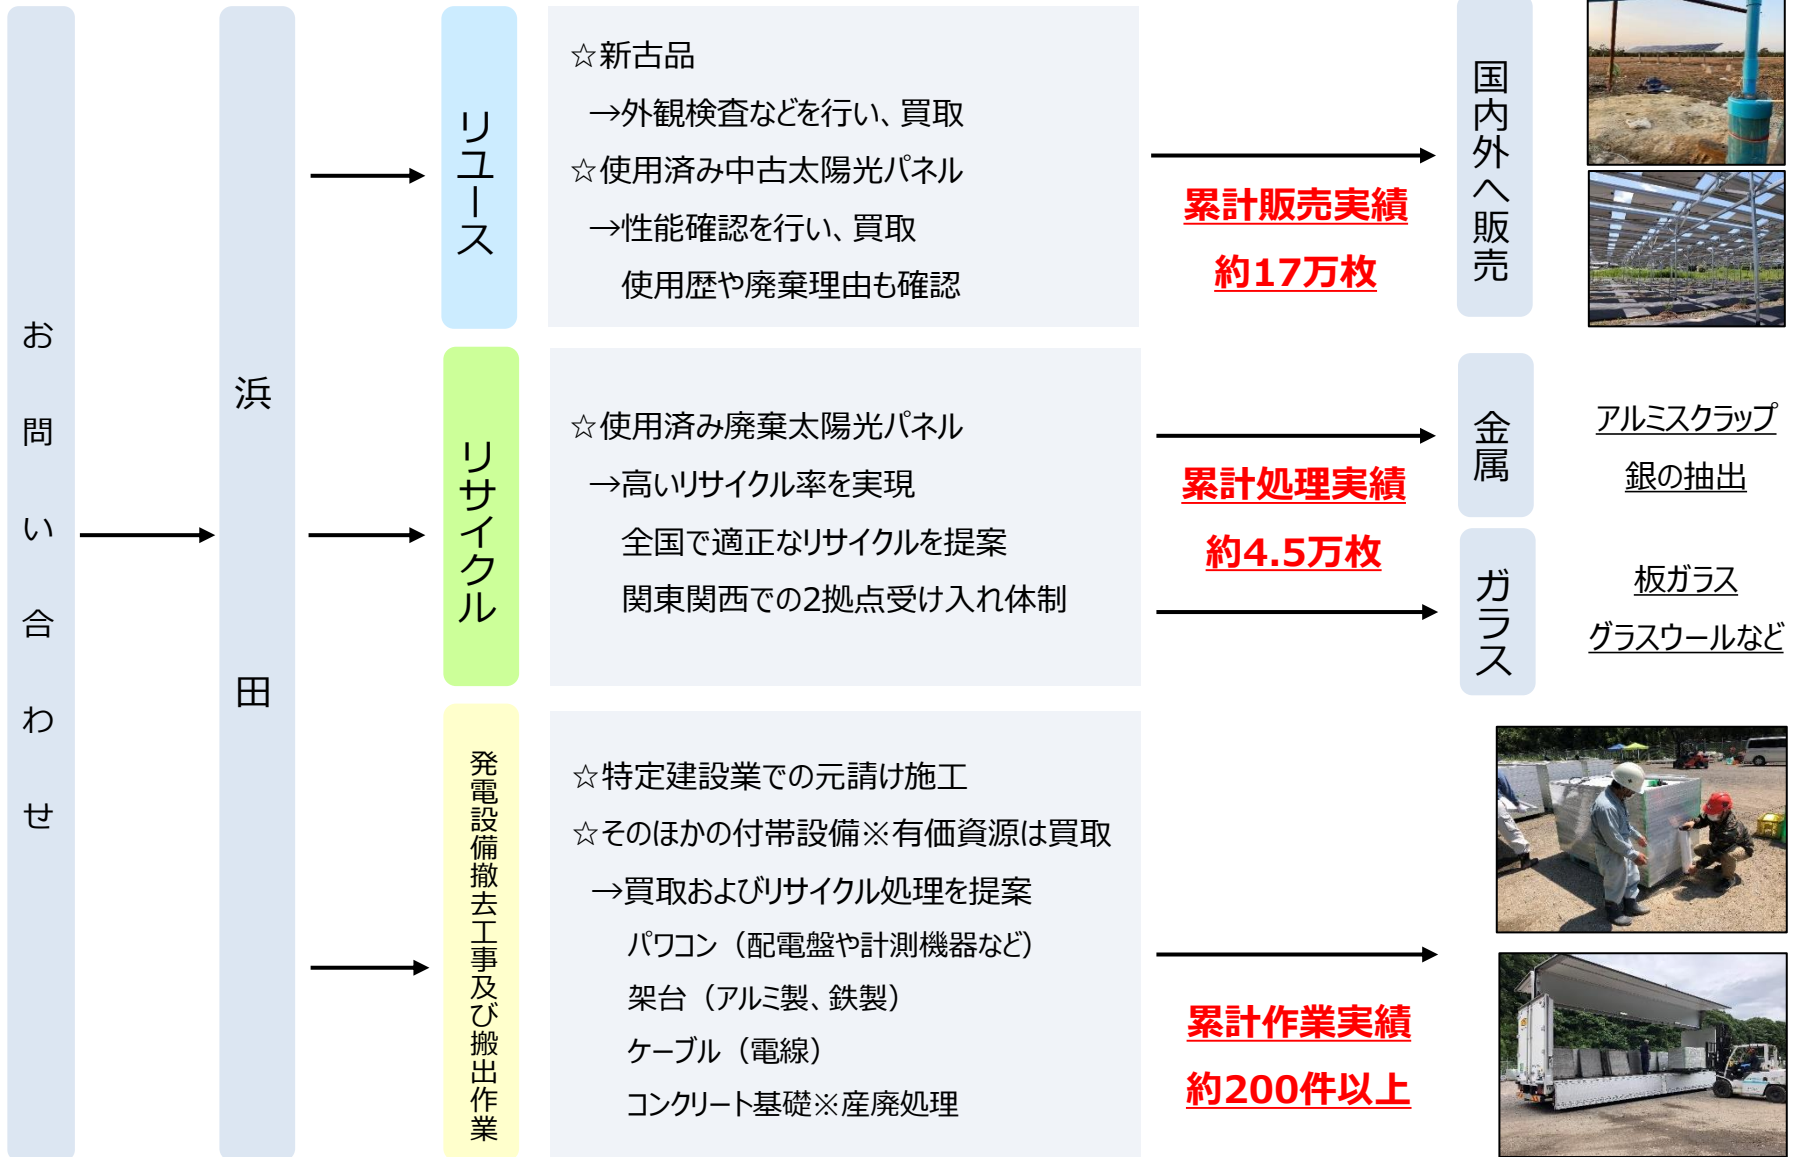 お問い合わせ
浜田
リユース
☆新古品
→外観検査などを行い、買取
☆使用済み中古太陽光パネル
→性能確認を行い、買取
使用歴や廃棄理由も確認
累計販売実績
約17万枚
国内外へ販売
リサイクル
☆使用済み廃棄太陽光パネル
→高いリサイクル率を実現
全国で適正なリサイクルを提案
関東関西での2拠点受け入れ体制
累計処理実績
約4.5万枚
金属
アルミスクラップ
銀の抽出
ガラス
板ガラス
グラスウールなど
発電設備撤去工事及び搬出作業
☆特定建設業での元請け施工
☆そのほかの付帯設備※有価資源は買取
→買取およびリサイクル処理を提案
パワコン（配電盤や計測機器など）
架台（アルミ製、鉄製）
ケーブル（電線）
コンクリート基礎※産廃処理
累計作業実績
約200件以上